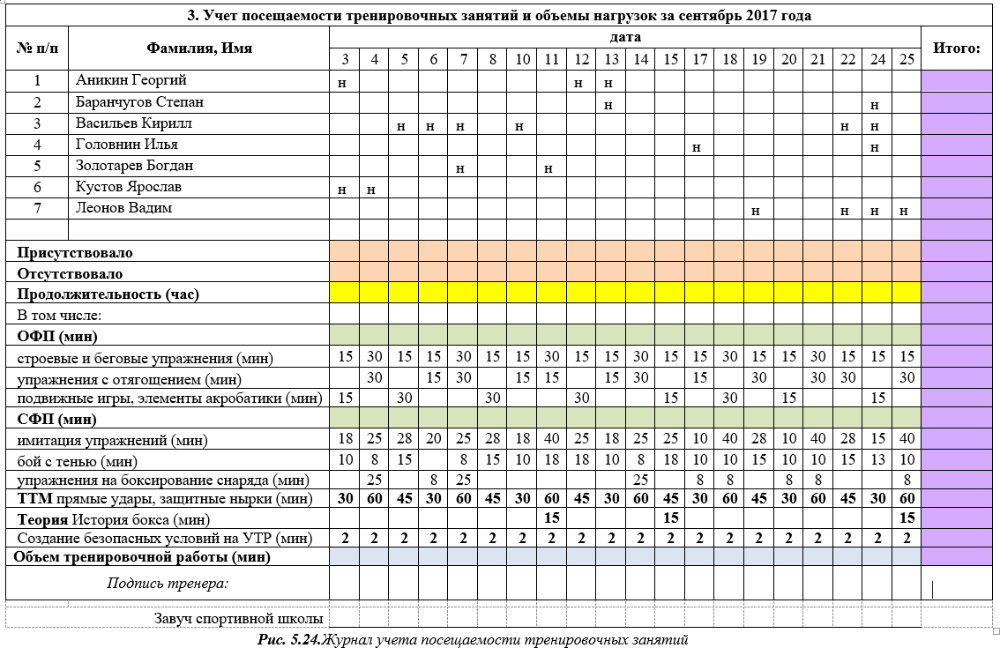 3. Учет посещаемости тренировочных занятий и объемы нагрузок за сентябрь 2017 года
№ п/п Фамилия, Имя дата Итого:
3 4 5 6 7 8 10 11 12 13 14 15 17 18 19 20 21 22 24 25
1 Аникин Георгий н н н
2 Баранчугов Степан н н
3 Васильев Кирилл н н н н н н
4 Головнин Илья н н
5 Золотарев Богдан н н
6 Кустов Ярослав н н
7 Леонов Вадим н н н н
Присутствовало
Отсутствовало
Продолжительность (час)
В том числе:
ОФП (мин)
строевые и беговые упражнения (мин) 15 30 15 15 30 15 15 30 15 15 30 15 15 30 15 15 30 15 15 15
упражнения с отягощением (мин) 30 15 30 15 15 15 30 15 30 30 30 30
подвижные игры, элементы акробатики (мин) 15 30 30 30 15 30 15 15
СФП (мин)
имитация упражнений (мин) 18 25 28 20 25 28 18 40 25 18 25 25 10 40 28 10 40 28 15 40
бой с тенью (мин) 10 8 15 8 15 10 18 18 10 8 18 10 10 15 10 10 15 13 10
упражнения на боксирование снаряда (мин) 25 8 25 25 8 8 8 8 8
ТТМ прямые удары, защитные нырки (мин) 30 60 45 30 60 45 30 60 45 30 60 45 30 60 45 30 60 45 30 60
Теория История бокса (мин) 15 15 15
Создание безопасных условий на УТР (мин) 2 2 2 2 2 2 2 2 2 2 2 2 2 2 2 2 2 2 2 2
Объем тренировочной работы (мин)
Подпись тренера:
Завуч спортивной школы
Рис. 5.24.Журнал учета посещаемости тренировочных занятий